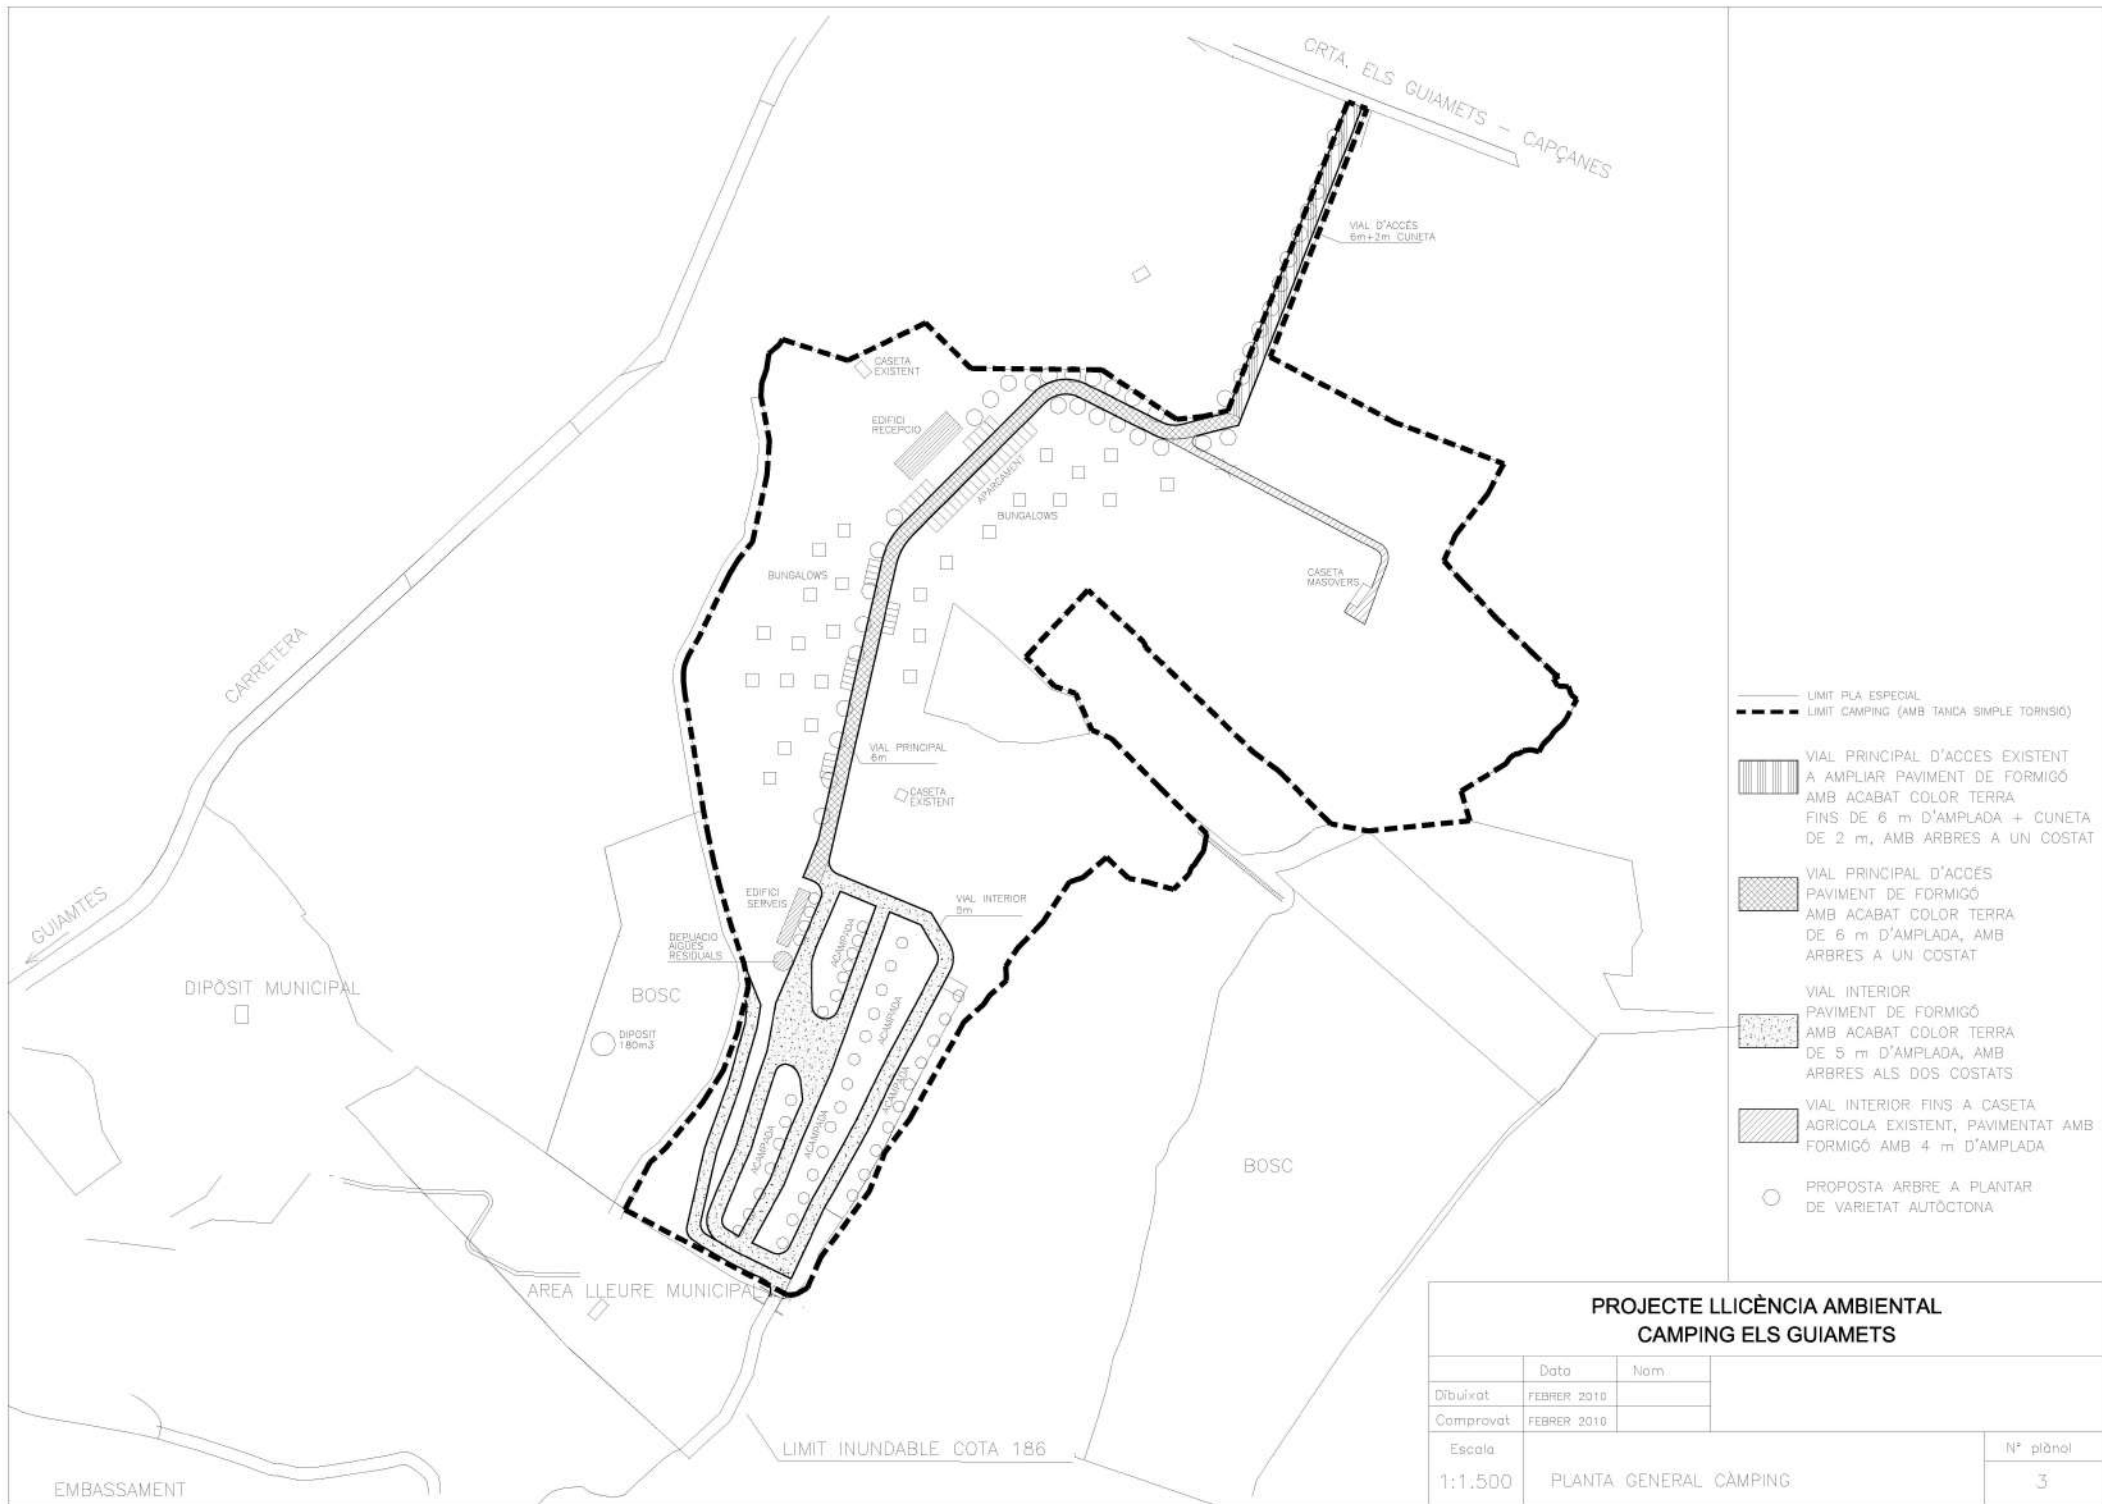 CRTA. ELS GUIAMETS - CAPÇANES
VIAL D'ACCÉS
6m+2m CUNETA
CASETA
EXISTENT
EDIFICI
RECEPCIO
APARCAMENT
BUNGALOWS
BUNGALOWS
CASETA
MASOVERS
CARRETERA
VIAL PRINCIPAL
6m
CASETA
EXISTENT
GUIAMTES
EDIFICI
SERVEIS
VIAL INTERIOR
5m
DEPUACIO
AIGÜES
RESIDUALS
ACAMPADA
ACAMPADA
ACAMPADA
ACAMPADA
ACAMPADA
DIPÒSIT MUNICIPAL
BOSC
DIPOSIT
180m3
BOSC
AREA LLEURE MUNICIPAL
LIMIT INUNDABLE COTA 186
EMBASSAMENT
LIMIT PLA ESPECIAL
LIMIT CAMPING (AMB TANCA SIMPLE TORNSIÓ)
VIAL PRINCIPAL D'ACCES EXISTENT
A AMPLIAR PAVIMENT DE FORMIGÓ
AMB ACABAT COLOR TERRA
FINS DE 6 m D'AMPLADA + CUNETA
DE 2 m, AMB ARBRES A UN COSTAT
VIAL PRINCIPAL D'ACCÉS
PAVIMENT DE FORMIGÓ
AMB ACABAT COLOR TERRA
DE 6 m D'AMPLADA, AMB
ARBRES A UN COSTAT
VIAL INTERIOR
PAVIMENT DE FORMIGÓ
AMB ACABAT COLOR TERRA
DE 5 m D'AMPLADA, AMB
ARBRES ALS DOS COSTATS
VIAL INTERIOR FINS A CASETA
AGRÍCOLA EXISTENT, PAVIMENTAT AMB
FORMIGÓ AMB 4 m D'AMPLADA
PROPOSTA ARBRE A PLANTAR
DE VARIETAT AUTÒCTONA
PROJECTE LLICÈNCIA AMBIENTAL
CAMPING ELS GUIAMETS
Data Nom
Dibuixat FEBRER 2010
Comprovat FEBRER 2010
Escala
1:1.500
PLANTA GENERAL CÀMPING
Nº plànol
3